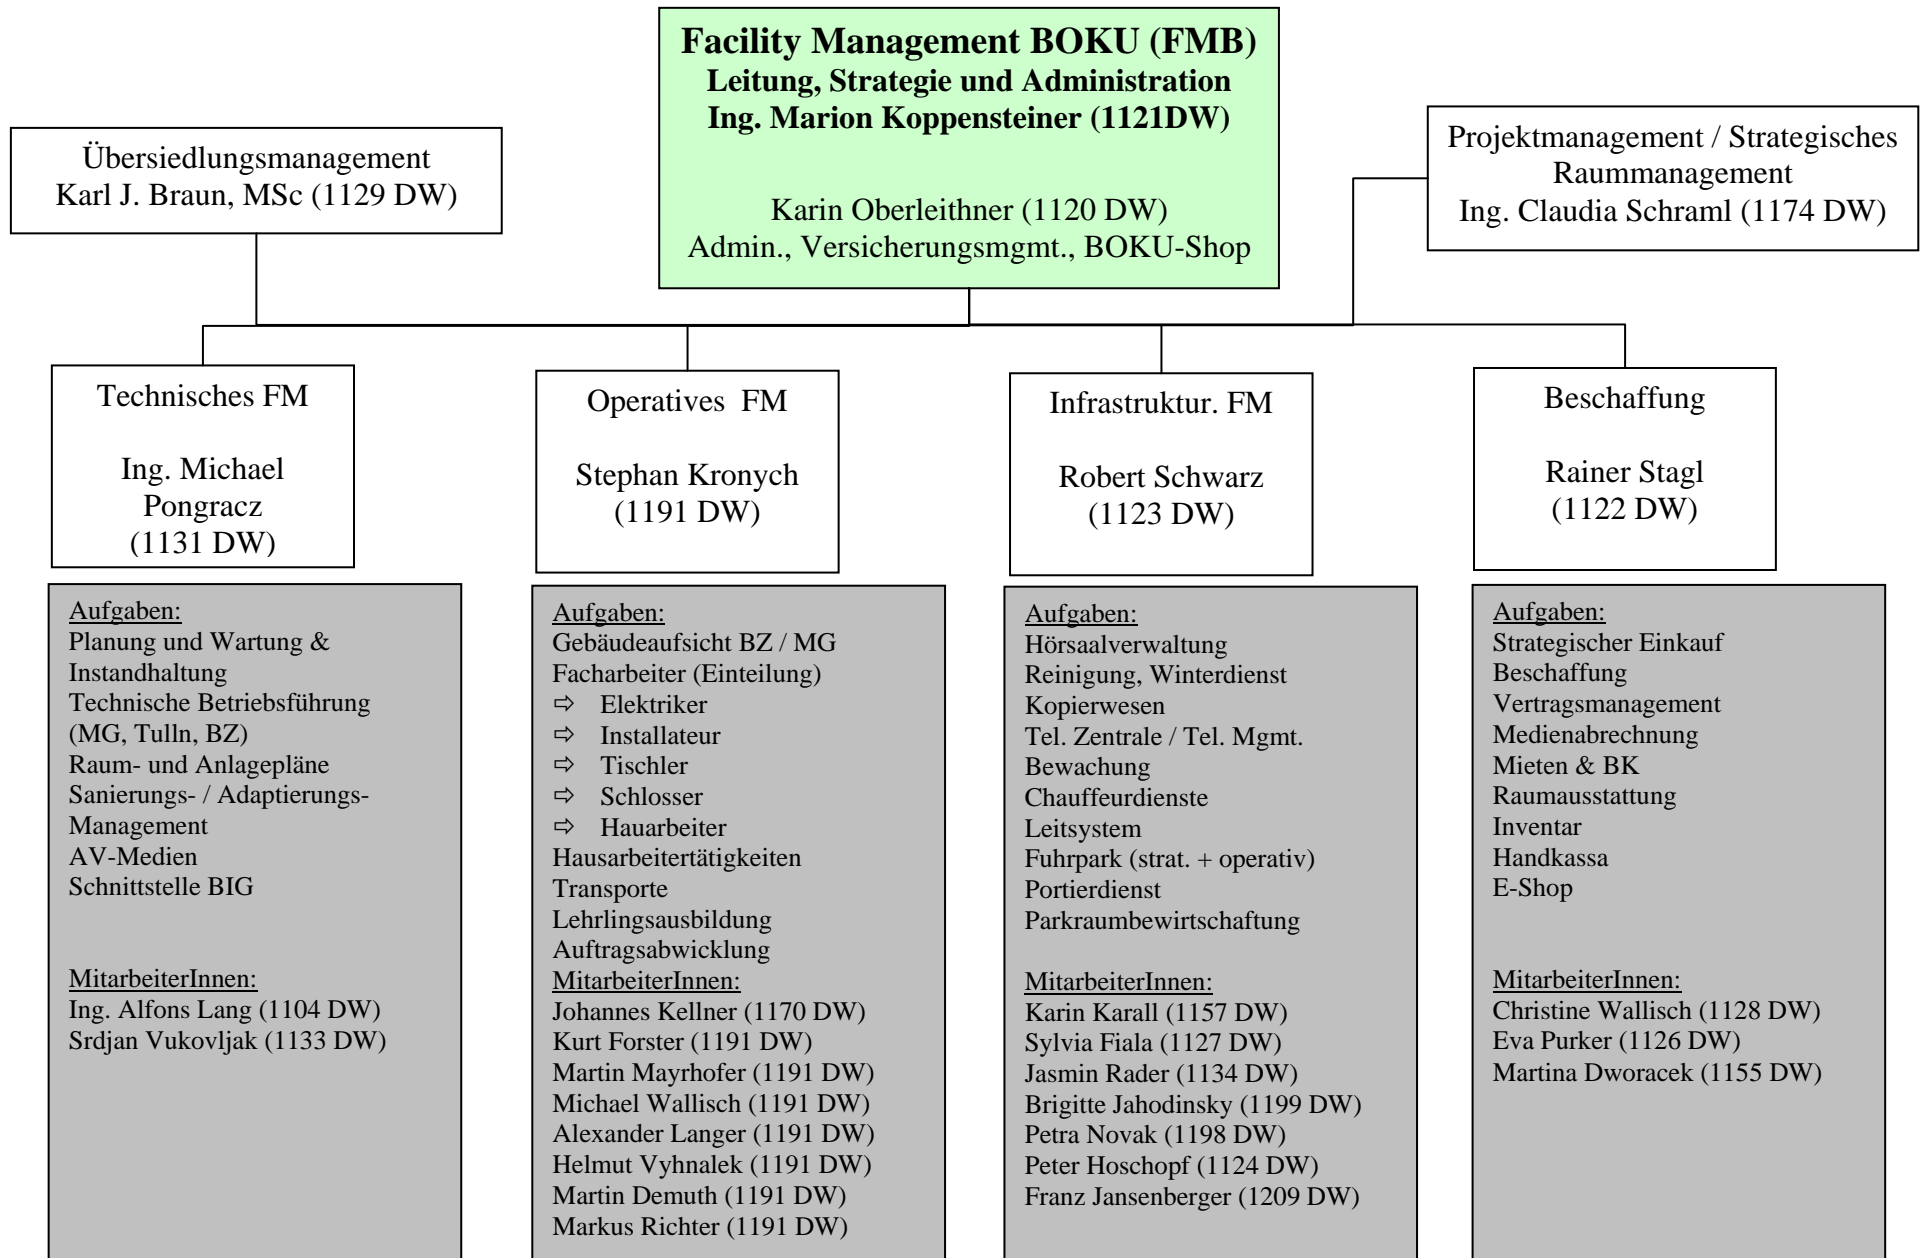 Facility Management BOKU (FMB)
Leitung, Strategie und Administration
Ing. Marion Koppensteiner (1121DW)
Karin Oberleithner (1120 DW)
Admin., Versicherungsmgmt., BOKU-Shop
Übersiedlungsmanagement
Karl J. Braun, MSc (1129 DW)
Projektmanagement / Strategisches
Raummanagement
Ing. Claudia Schraml (1174 DW)
Technisches FM
Ing. Michael
Pongracz
(1131 DW)
Operatives  FM
Stephan Kronych
(1191 DW)
Infrastruktur. FM
Robert Schwarz
(1123 DW)
Beschaffung
Rainer Stagl
(1122 DW)
Aufgaben:
Planung und Wartung &
Instandhaltung
Technische Betriebsführung
(MG, Tulln, BZ)
Raum- und Anlagepläne
Sanierungs- / Adaptierungs-
Management
AV-Medien
Schnittstelle BIG
MitarbeiterInnen:
Ing. Alfons Lang (1104 DW)
Srdjan Vukovljak (1133 DW)
Aufgaben:
Gebäudeaufsicht BZ / MG
Facharbeiter (Einteilung)
⇨ Elektriker
⇨ Installateur
⇨ Tischler
⇨ Schlosser
⇨ Hauarbeiter
Hausarbeitertätigkeiten
Transporte
Lehrlingsausbildung
Auftragsabwicklung
MitarbeiterInnen:
Johannes Kellner (1170 DW)
Kurt Forster (1191 DW)
Martin Mayrhofer (1191 DW)
Michael Wallisch (1191 DW)
Alexander Langer (1191 DW)
Helmut Vyhnalek (1191 DW)
Martin Demuth (1191 DW)
Markus Richter (1191 DW)
Aufgaben:
Hörsaalverwaltung
Reinigung, Winterdienst
Kopierwesen
Tel. Zentrale / Tel. Mgmt.
Bewachung
Chauffeurdienste
Leitsystem
Fuhrpark (strat. + operativ)
Portierdienst
Parkraumbewirtschaftung
MitarbeiterInnen:
Karin Karall (1157 DW)
Sylvia Fiala (1127 DW)
Jasmin Rader (1134 DW)
Brigitte Jahodinsky (1199 DW)
Petra Novak (1198 DW)
Peter Hoschopf (1124 DW)
Franz Jansenberger (1209 DW)
Aufgaben:
Strategischer Einkauf
Beschaffung
Vertragsmanagement
Medienabrechnung
Mieten & BK
Raumausstattung
Inventar
Handkassa
E-Shop
MitarbeiterInnen:
Christine Wallisch (1128 DW)
Eva Purker (1126 DW)
Martina Dworacek (1155 DW)